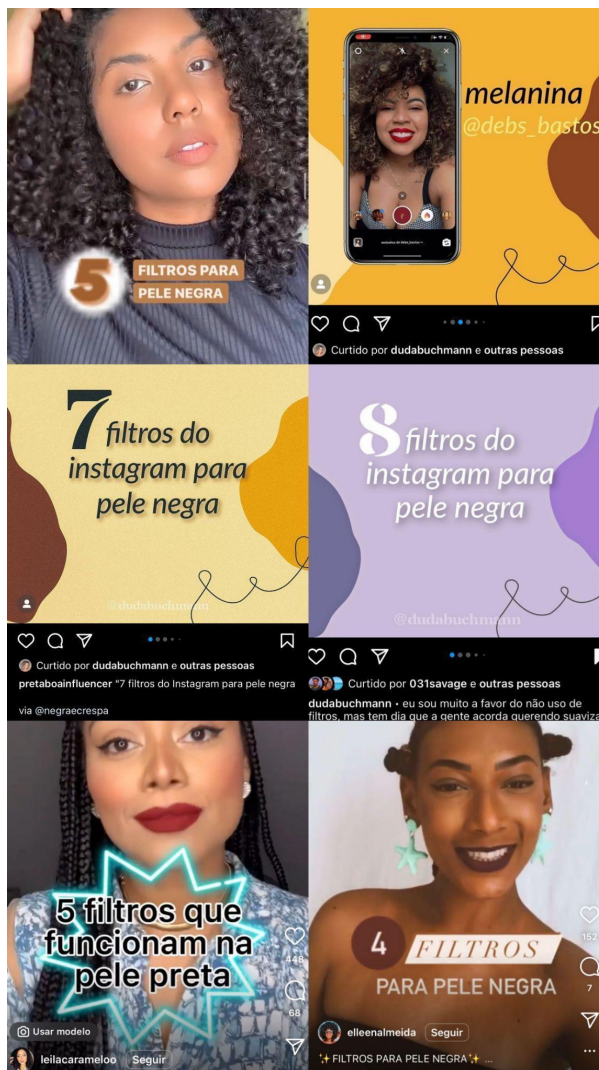 5
FILTROS PARA
PELE NEGRA
melanina
@debs_bastos
Curtido por dudabuchmann e outras pessoas
7 filtros do
instagram para
pele negra
@dudabuchmann
Curtido por dudabuchmann e outras pessoas
pretaboainfluencer "7 filtros do Instagram para pele negra
via @negraecrespa
8 filtros do
instagram para
pele negra
@dudabuchmann
Curtido por 031savage e outras pessoas
dudabuchmann • eu sou muito a favor do não uso de
filtros, mas tem dia que a gente acorda querendo suaviza
5 filtros que
funcionam na
pele preta
448
68
Usar modelo
leilacarameloo Seguir
4 FILTROS
PARA PELE NEGRA
152
7
elleenalmeida Seguir
✨FILTROS PARA PELE NEGRA✨ ...